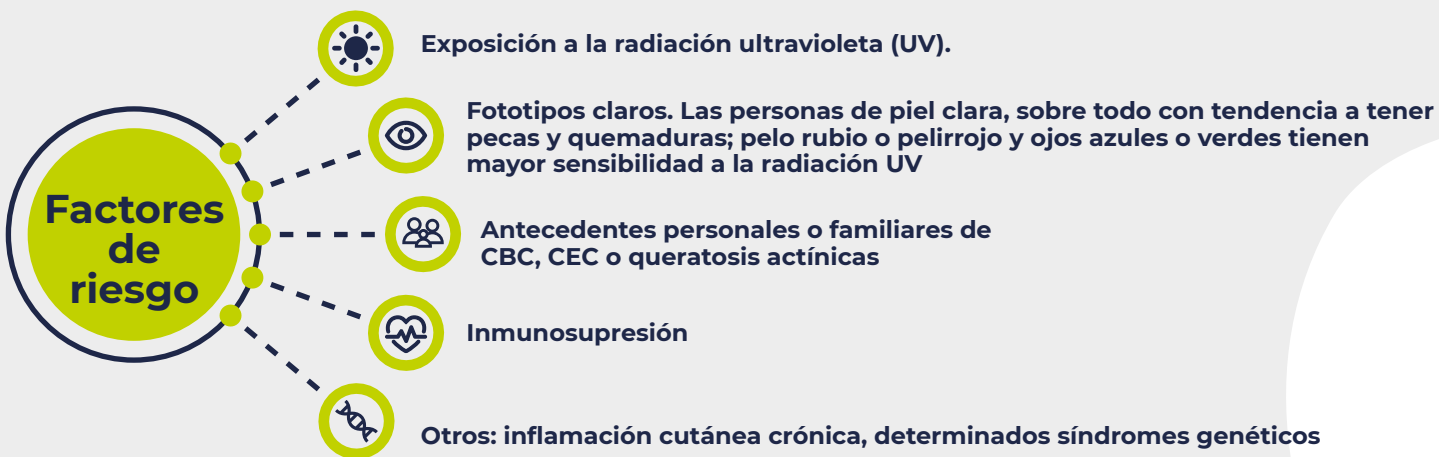 Exposición a la radiación ultravioleta (UV).
Fototipos claros. Las personas de piel clara, sobre todo con tendencia a tener
pecas y quemaduras; pelo rubio o pelirrojo y ojos azules o verdes tienen
mayor sensibilidad a la radiación UV
Factores
de
riesgo
Antecedentes personales o familiares de
CBC, CEC o queratosis actínicas
Inmunosupresión
Otros: inflamación cutánea crónica, determinados síndromes genéticos